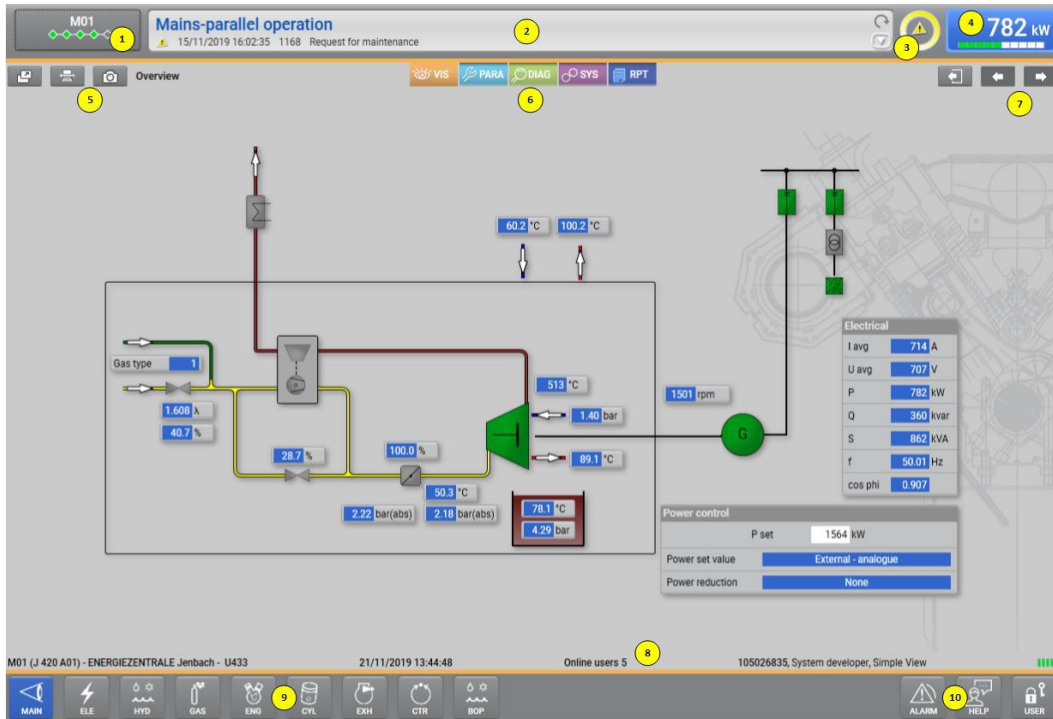 M01
1
Mains-parallel operation
15/11/2019 16:02:35 1168 Request for maintenance
2
3
4
782 kW
5
Overview
VIS
PARA
DIAG
SYS
RPT
6
7
60.2 °C
100.2 °C
Gas type 1
1.608 λ
40.7 %
28.7 %
100.0 %
50.3 °C
2.22 bar(abs)
2.18 bar(abs)
513 °C
1.40 bar
89.1 °C
78.1 °C
4.29 bar
1501 rpm
G
Electrical
I avg 714 A
U avg 707 V
P 782 kW
Q 360 kvar
S 862 kVA
f 50.01 Hz
cos phi 0.907
Power control
P set 1564 kW
Power set value External - analogue
Power reduction None
8
M01 (J 420 A01) - ENERGIEZENTRALE Jenbach - U433
21/11/2019 13:44:48
Online users 5
105026835, System developer, Simple View
MAIN
ELE
HYD
GAS
ENG
9
CYL
EXH
CTR
BOP
ALARM
10
HELP
USER